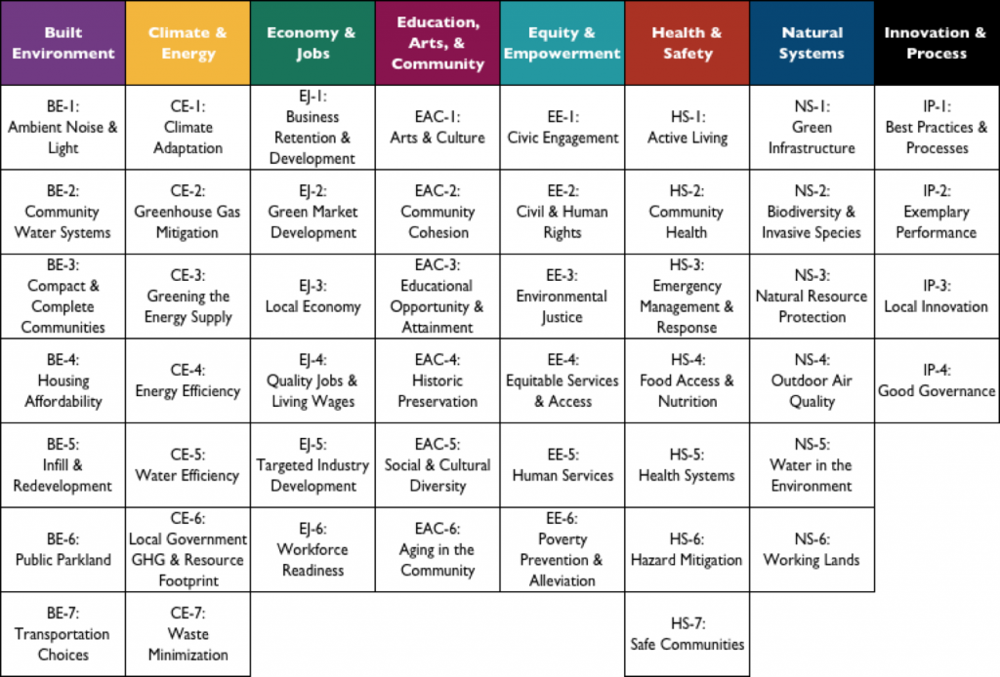 Built
Environment
Climate &
Energy
Economy &
Jobs
Education,
Arts, &
Community
Equity &
Empowerment
Health &
Safety
Natural
Systems
Innovation &
Process
BE-1:
Ambient Noise &
Light
CE-1:
Climate
Adaptation
EJ-1:
Business
Retention &
Development
EAC-1:
Arts & Culture
EE-1:
Civic Engagement
HS-1:
Active Living
NS-1:
Green
Infrastructure
IP-1:
Best Practices &
Processes
BE-2:
Community
Water Systems
CE-2:
Greenhouse Gas
Mitigation
EJ-2:
Green Market
Development
EAC-2:
Community
Cohesion
EE-2:
Civil & Human
Rights
HS-2:
Community
Health
NS-2:
Biodiversity &
Invasive Species
IP-2:
Exemplary
Performance
BE-3:
Compact &
Complete
Communities
CE-3:
Greening the
Energy Supply
EJ-3:
Local Economy
EAC-3:
Educational
Opportunity &
Attainment
EE-3:
Environmental
Justice
HS-3:
Emergency
Management &
Response
NS-3:
Natural Resource
Protection
IP-3:
Local Innovation
BE-4:
Housing
Affordability
CE-4:
Energy Efficiency
EJ-4:
Quality Jobs &
Living Wages
EAC-4:
Historic
Preservation
EE-4:
Equitable Services
& Access
HS-4:
Food Access &
Nutrition
NS-4:
Outdoor Air
Quality
IP-4:
Good Governance
BE-5:
Infill &
Redevelopment
CE-5:
Water Efficiency
EJ-5:
Targeted Industry
Development
EAC-5:
Social & Cultural
Diversity
EE-5:
Human Services
HS-5:
Health Systems
NS-5:
Water in the
Environment
BE-6:
Public Parkland
CE-6:
Local Government
GHG & Resource
Footprint
EJ-6:
Workforce
Readiness
EAC-6:
Aging in the
Community
EE-6:
Poverty
Prevention &
Alleviation
HS-6:
Hazard Mitigation
NS-6:
Working Lands
BE-7:
Transportation
Choices
CE-7:
Waste
Minimization
HS-7:
Safe Communities